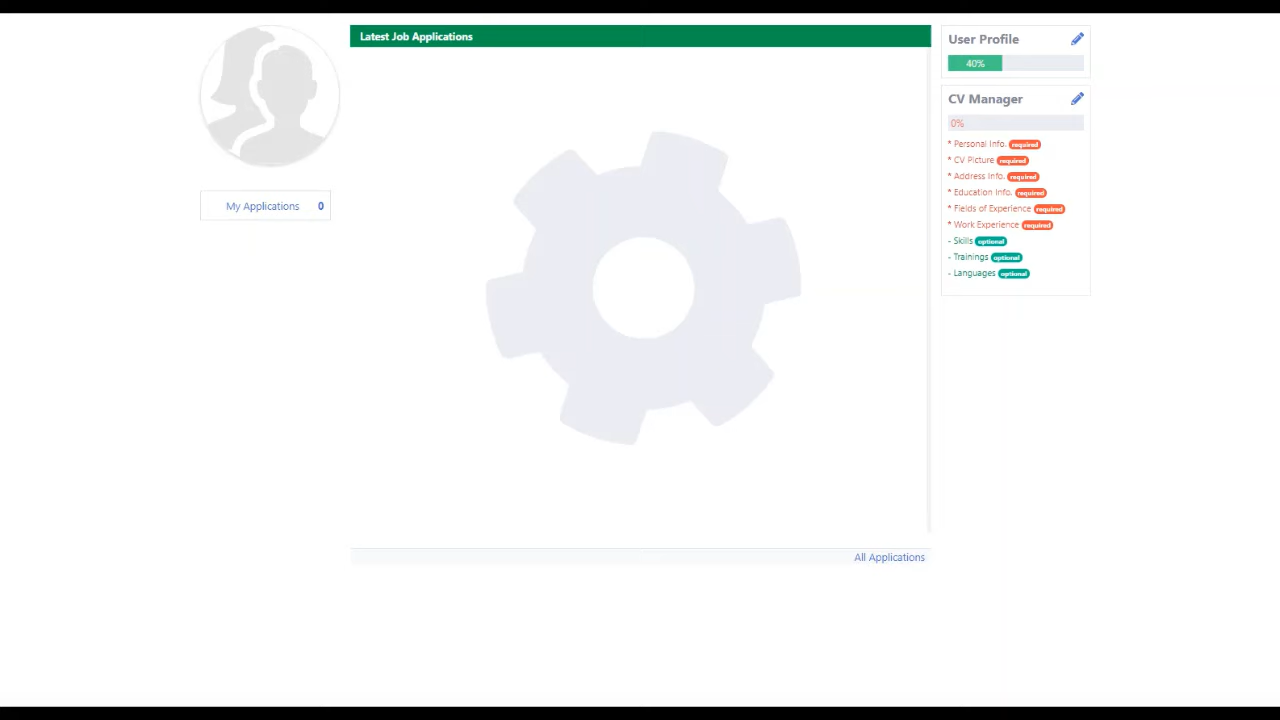 Latest Job Applications
My Applications 0
All Applications
User Profile
40%
CV Manager
0%
* Personal Info. required
* CV Picture required
* Address Info. required
* Education Info. required
* Fields of Experience required
* Work Experience required
- Skills optional
- Trainings optional
- Languages optional